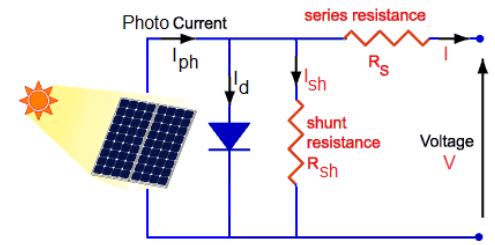 series resistance
Photo Current
I ph
I d
I sh
R S
I
shunt
resistance
R sh
Voltage
V